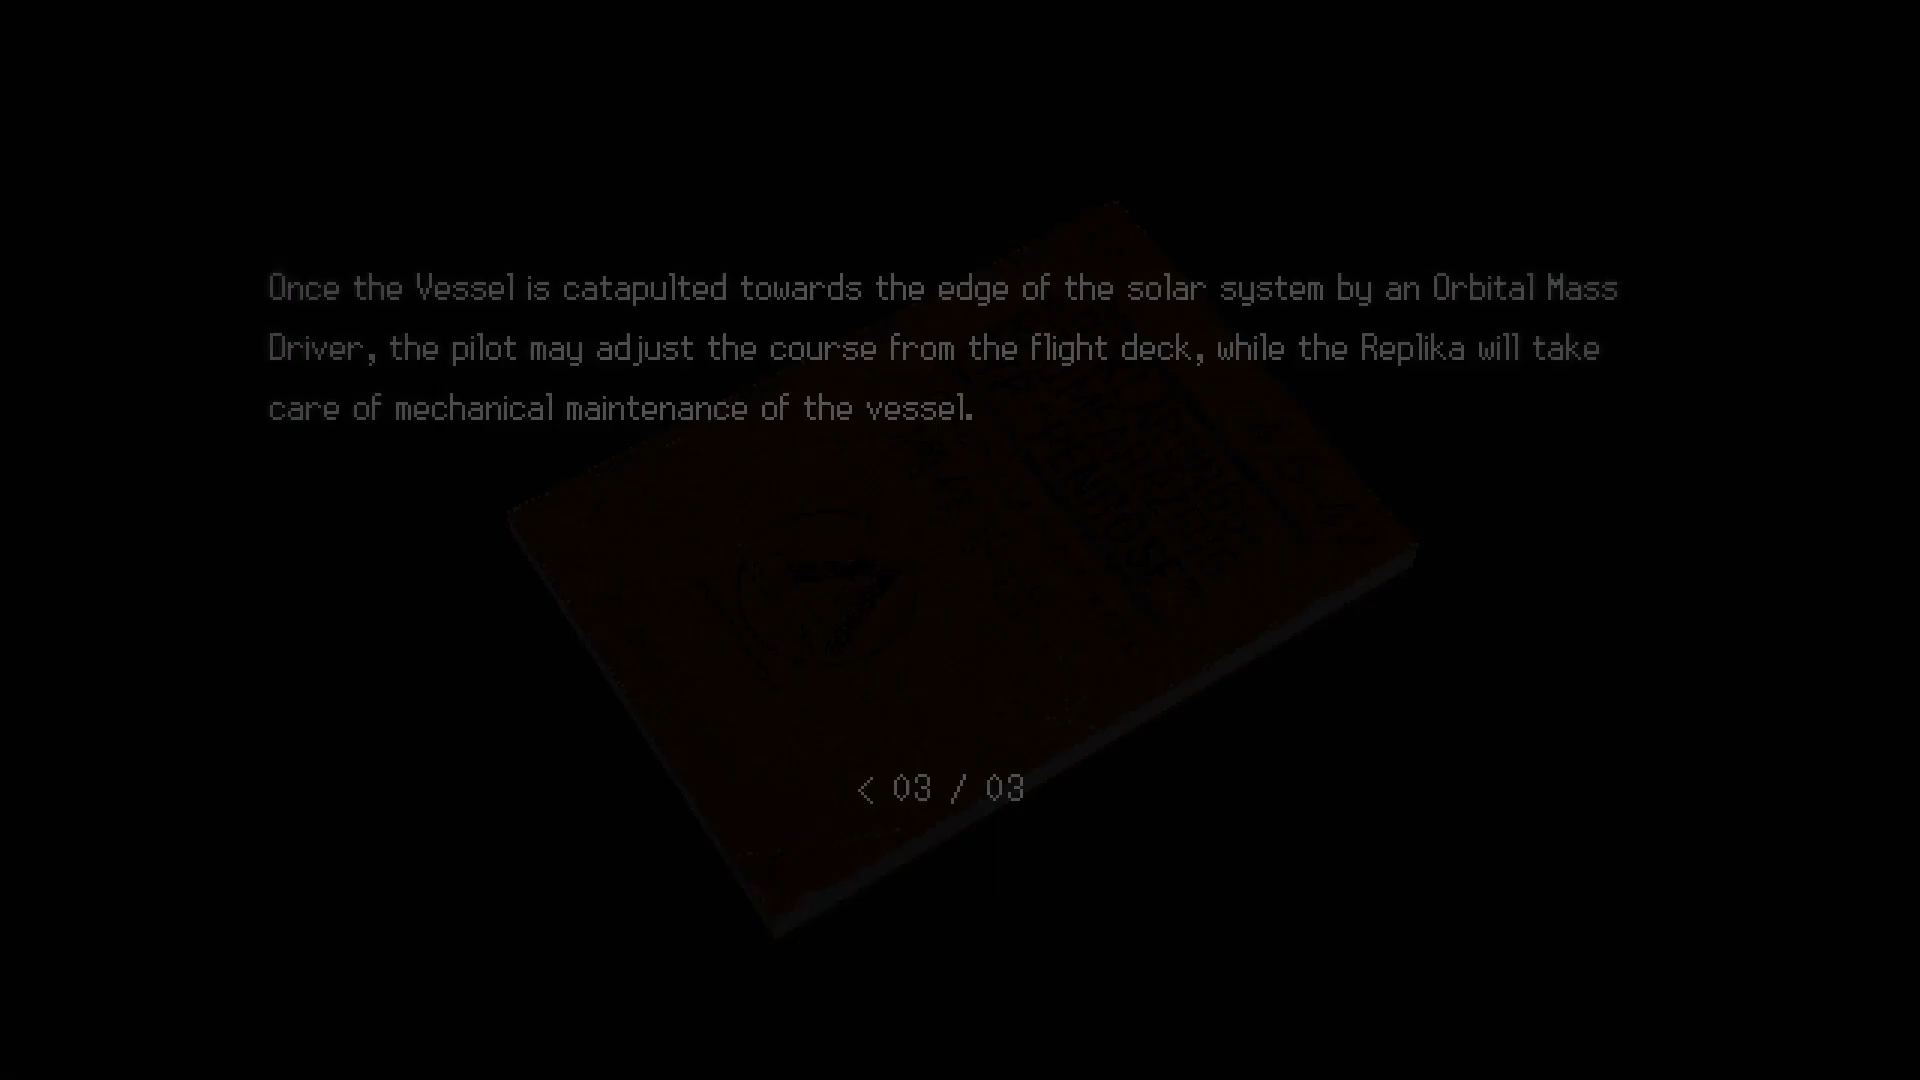 Once the Vessel is catapulted towards the edge of the solar system by an Orbital Mass
Driver, the pilot may adjust the course from the flight deck, while the Replika will take
care of mechanical maintenance of the vessel.
< 03 / 03